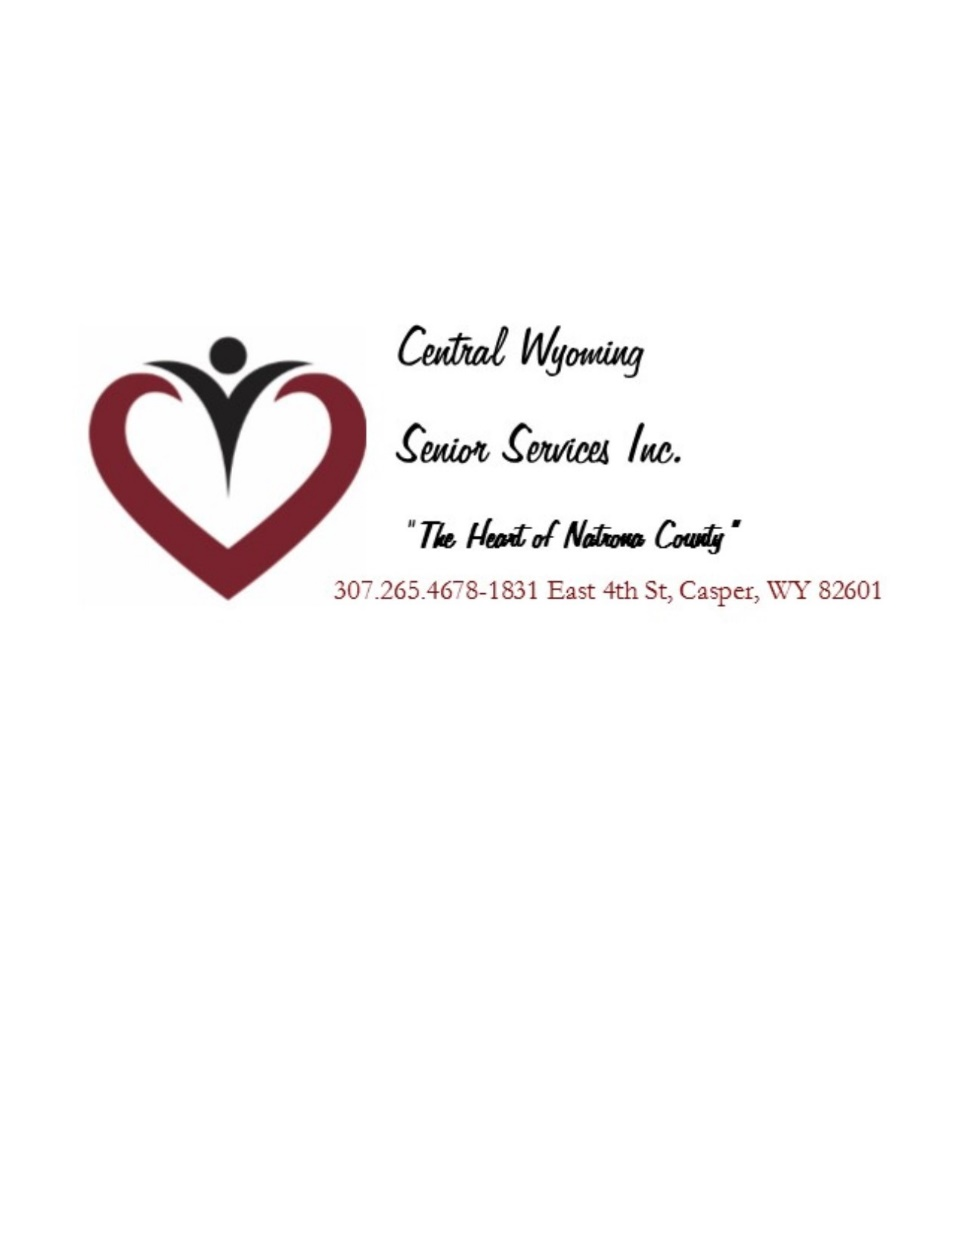 Central Wyoming
Senior Services Inc.
"The Heart of Natrona County"
307.265.4678-1831 East 4th St, Casper, WY 82601